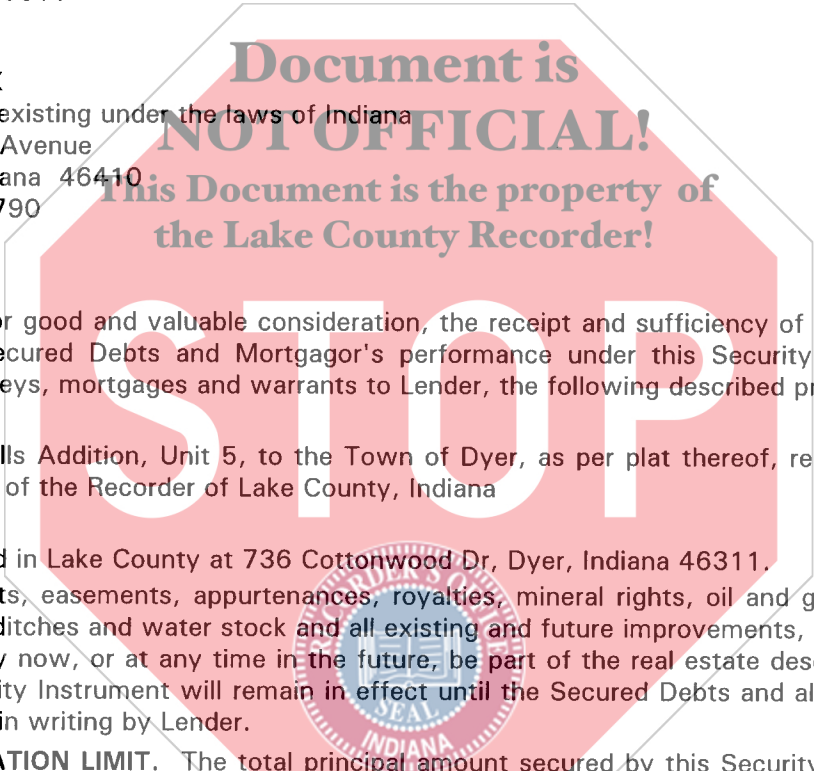 Document is
existing under the laws of Indiana
NOT OFFICIAL!
Avenue
ana 46410
This Document is the property of
790
the Lake County Recorder!
STOP
r good and valuable consideration, the receipt and sufficiency of
ecured Debts and Mortgagor's performance under this Security
eys, mortgages and warrants to Lender, the following described pr
lls Addition, Unit 5, to the Town of Dyer, as per plat thereof, re
of the Recorder of Lake County, Indiana
d in Lake County at 736 Cottonwood Dr, Dyer, Indiana 46311.
ts, easements, appurtenances, royalties, mineral rights, oil and g
ditches and water stock and all existing and future improvements,
y now, or at any time in the future, be part of the real estate des
ity Instrument will remain in effect until the Secured Debts and al
in writing by Lender.
RECORDER'S OFFICE
SEAL
INDIANA
ATION LIMIT. The total principal amount secured by this Security